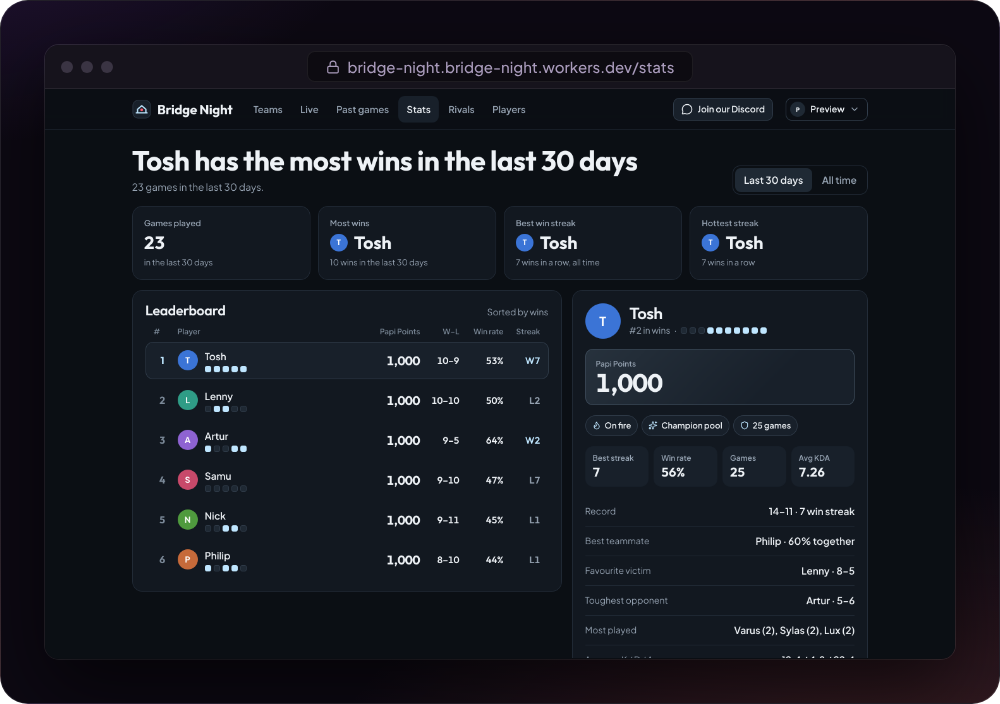 bridge-night.bridge-night.workers.dev/stats
Bridge Night Teams Live Past games Stats Rivals Players Join our Discord P Preview
Tosh has the most wins in the last 30 days
23 games in the last 30 days.
Last 30 days All time
Games played
23
in the last 30 days
Most wins
T Tosh
10 wins in the last 30 days
Best win streak
T Tosh
7 wins in a row, all time
Hottest streak
T Tosh
7 wins in a row
Leaderboard Sorted by wins
# Player Papi Points W–L Win rate Streak
1 T Tosh 1,000 10–9 53% W7
2 L Lenny 1,000 10–10 50% L2
3 A Artur 1,000 9–5 64% W2
4 S Samu 1,000 9–10 47% L7
5 N Nick 1,000 9–11 45% L1
6 P Philip 1,000 8–10 44% L1
T Tosh
#2 in wins ·
Papi Points
1,000
On fire Champion pool 25 games
Best streak Win rate Games Avg KDA
7 56% 25 7.26
Record 14–11 · 7 win streak
Best teammate Philip · 60% together
Favourite victim Lenny · 8–5
Toughest opponent Artur · 5–6
Most played Varus (2), Sylas (2), Lux (2)